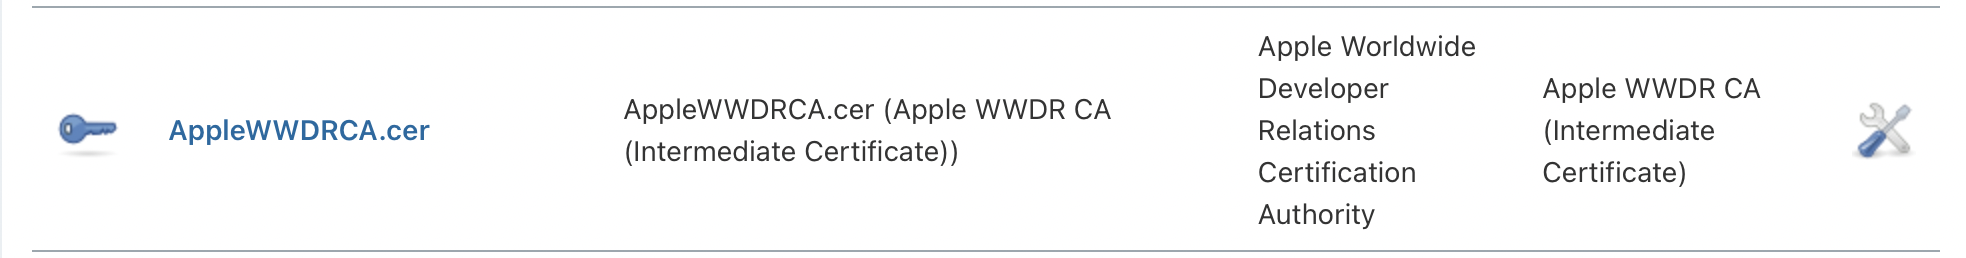 AppleWWDRCA.cer
AppleWWDRCA.cer (Apple WWDR CA
(Intermediate Certificate))
Apple Worldwide
Developer
Relations
Certification
Authority
Apple WWDR CA
(Intermediate
Certificate)